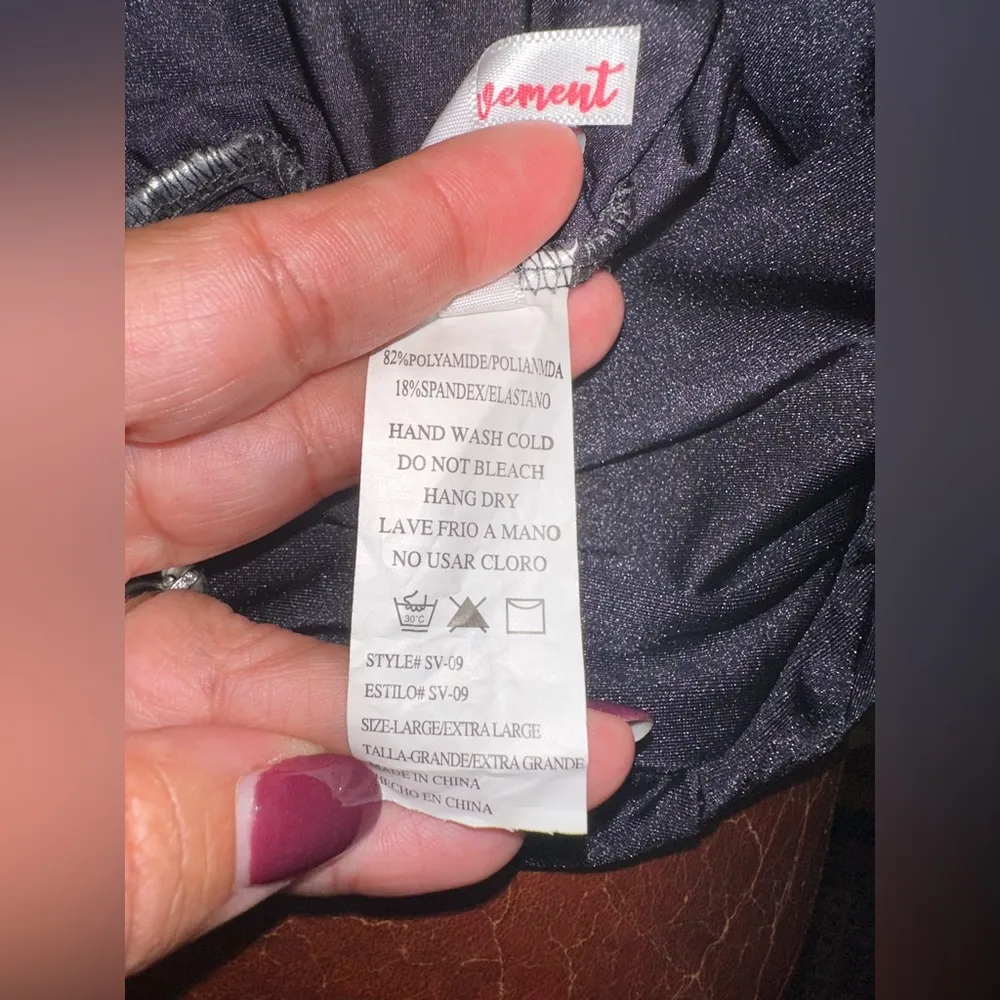 vement
82%POLYAMIDE/POLIANMDA
18%SPANDEX/ELASTANO
HAND WASH COLD
DO NOT BLEACH
HANG DRY
LAVE FRIO A MANO
NO USAR CLORO
30°C
STYLE# SV-09
ESTILO# SV-09
SIZE-LARGE/EXTRA LARGE
TALLA-GRANDE/EXTRA GRANDE
MADE IN CHINA
HECHO EN CHINA